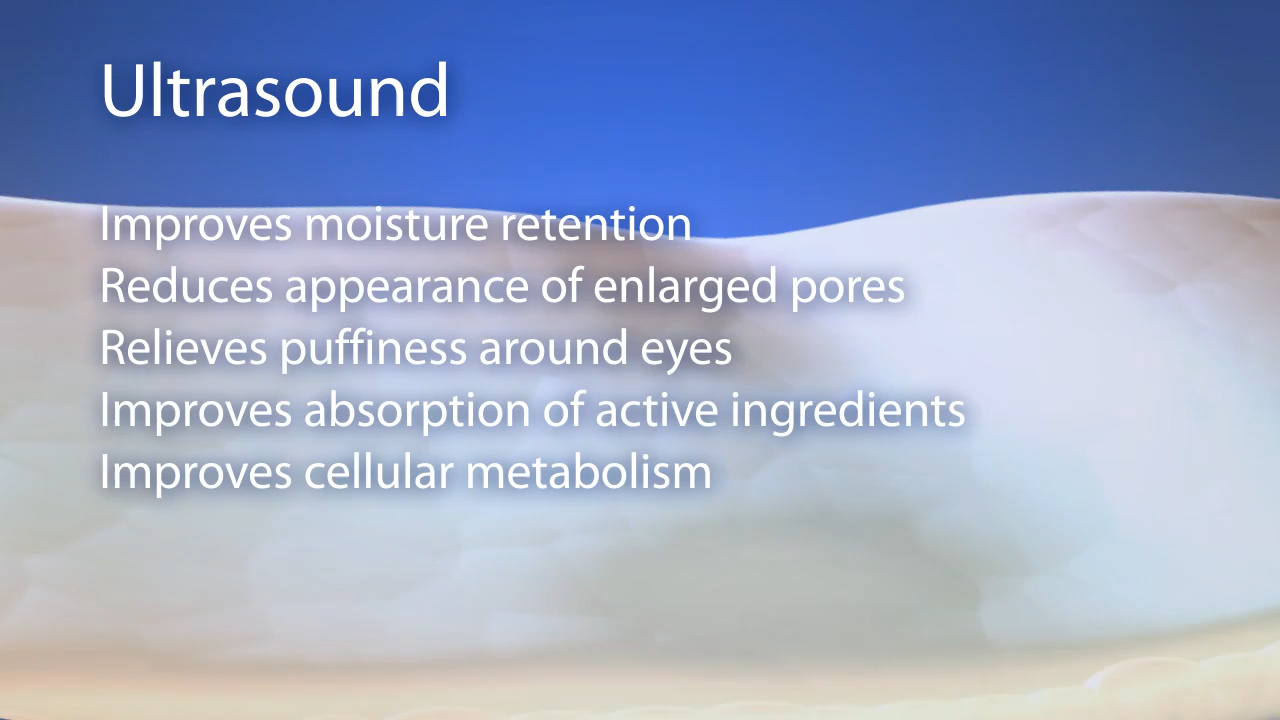 Ultrasound
Improves moisture retention
Reduces appearance of enlarged pores
Relieves puffiness around eyes
Improves absorption of active ingredients
Improves cellular metabolism